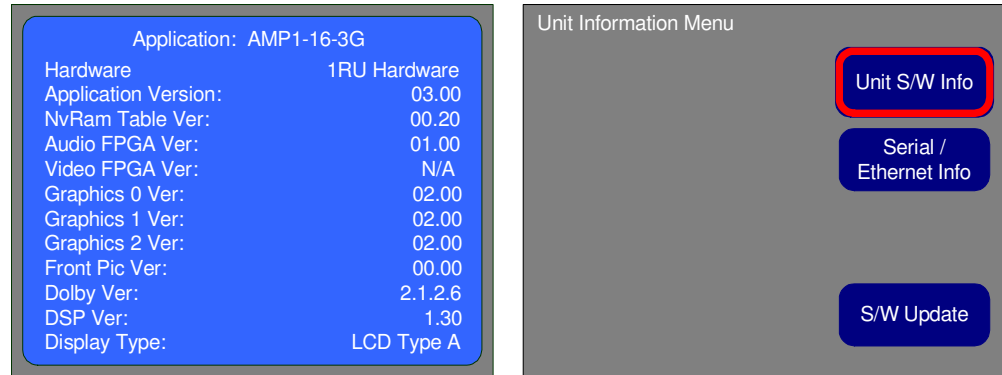 Application: AMP1-16-3G
Hardware 1RU Hardware
Application Version: 03.00
NvRam Table Ver: 00.20
Audio FPGA Ver: 01.00
Video FPGA Ver: N/A
Graphics 0 Ver: 02.00
Graphics 1 Ver: 02.00
Graphics 2 Ver: 02.00
Front Pic Ver: 00.00
Dolby Ver: 2.1.2.6
DSP Ver: 1.30
Display Type: LCD Type A
Unit Information Menu
Unit S/W Info
Serial /
Ethernet Info
S/W Update